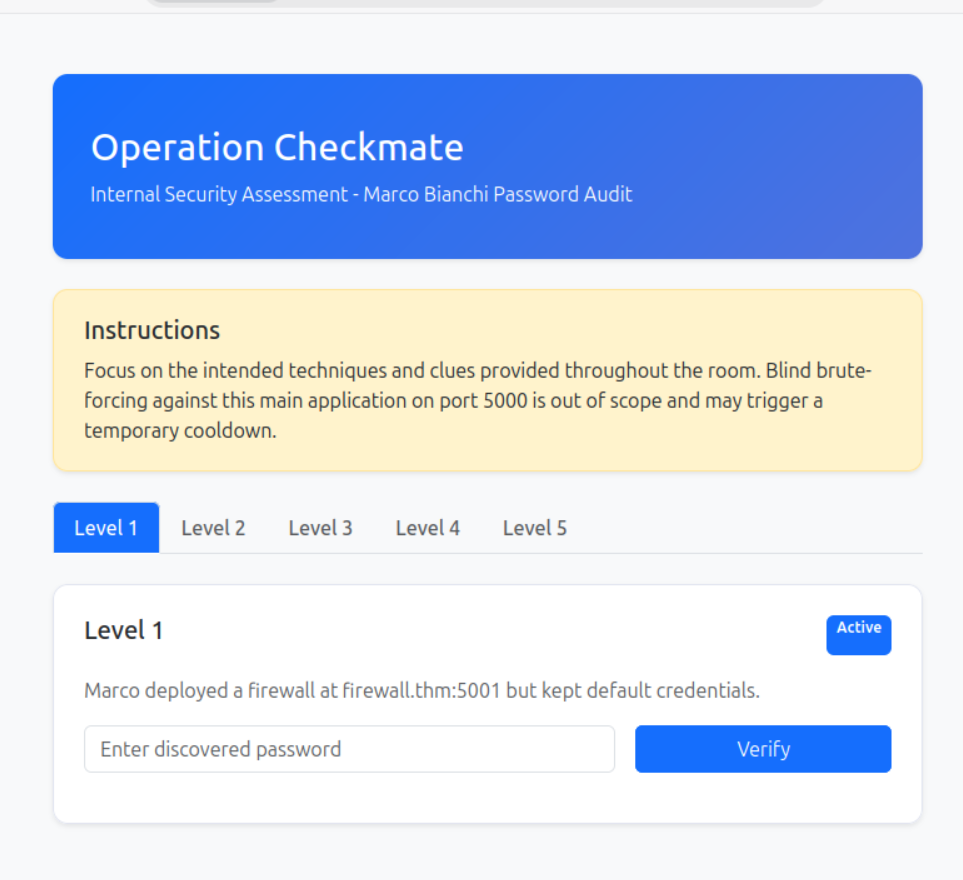 Operation Checkmate
Internal Security Assessment - Marco Bianchi Password Audit
Instructions
Focus on the intended techniques and clues provided throughout the room. Blind brute-
forcing against this main application on port 5000 is out of scope and may trigger a
temporary cooldown.
Level 1 Level 2 Level 3 Level 4 Level 5
Level 1 Active
Marco deployed a firewall at firewall.thm:5001 but kept default credentials.
Enter discovered password Verify